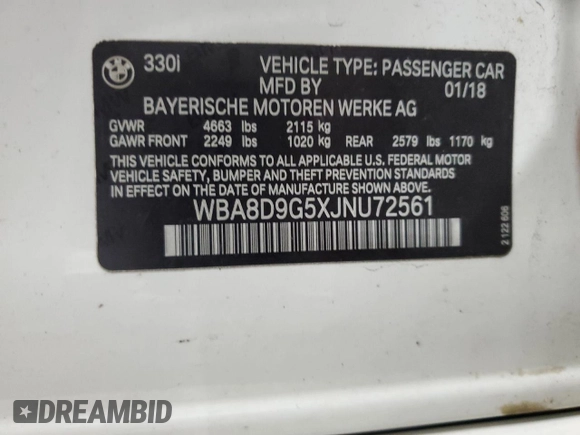 330i VEHICLE TYPE: PASSENGER CAR
MFD BY 01/18
BAYERISCHE MOTOREN WERKE AG
GVWR 4663 lbs 2115 kg
GAWR FRONT 2249 lbs 1020 kg REAR 2579 lbs 1170 kg
THIS VEHICLE CONFORMS TO ALL APPLICABLE U.S. FEDERAL MOTOR
VEHICLE SAFETY, BUMPER AND THEFT PREVENTION STANDARDS
IN EFFECT ON THE DATE OF MANUFACTURE SHOWN ABOVE.
WBA8D9G5XJNU72561
2 122 606
DREAMBID